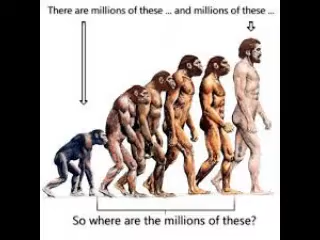 There are millions of these ... and millions of these ...
So where are the millions of these?